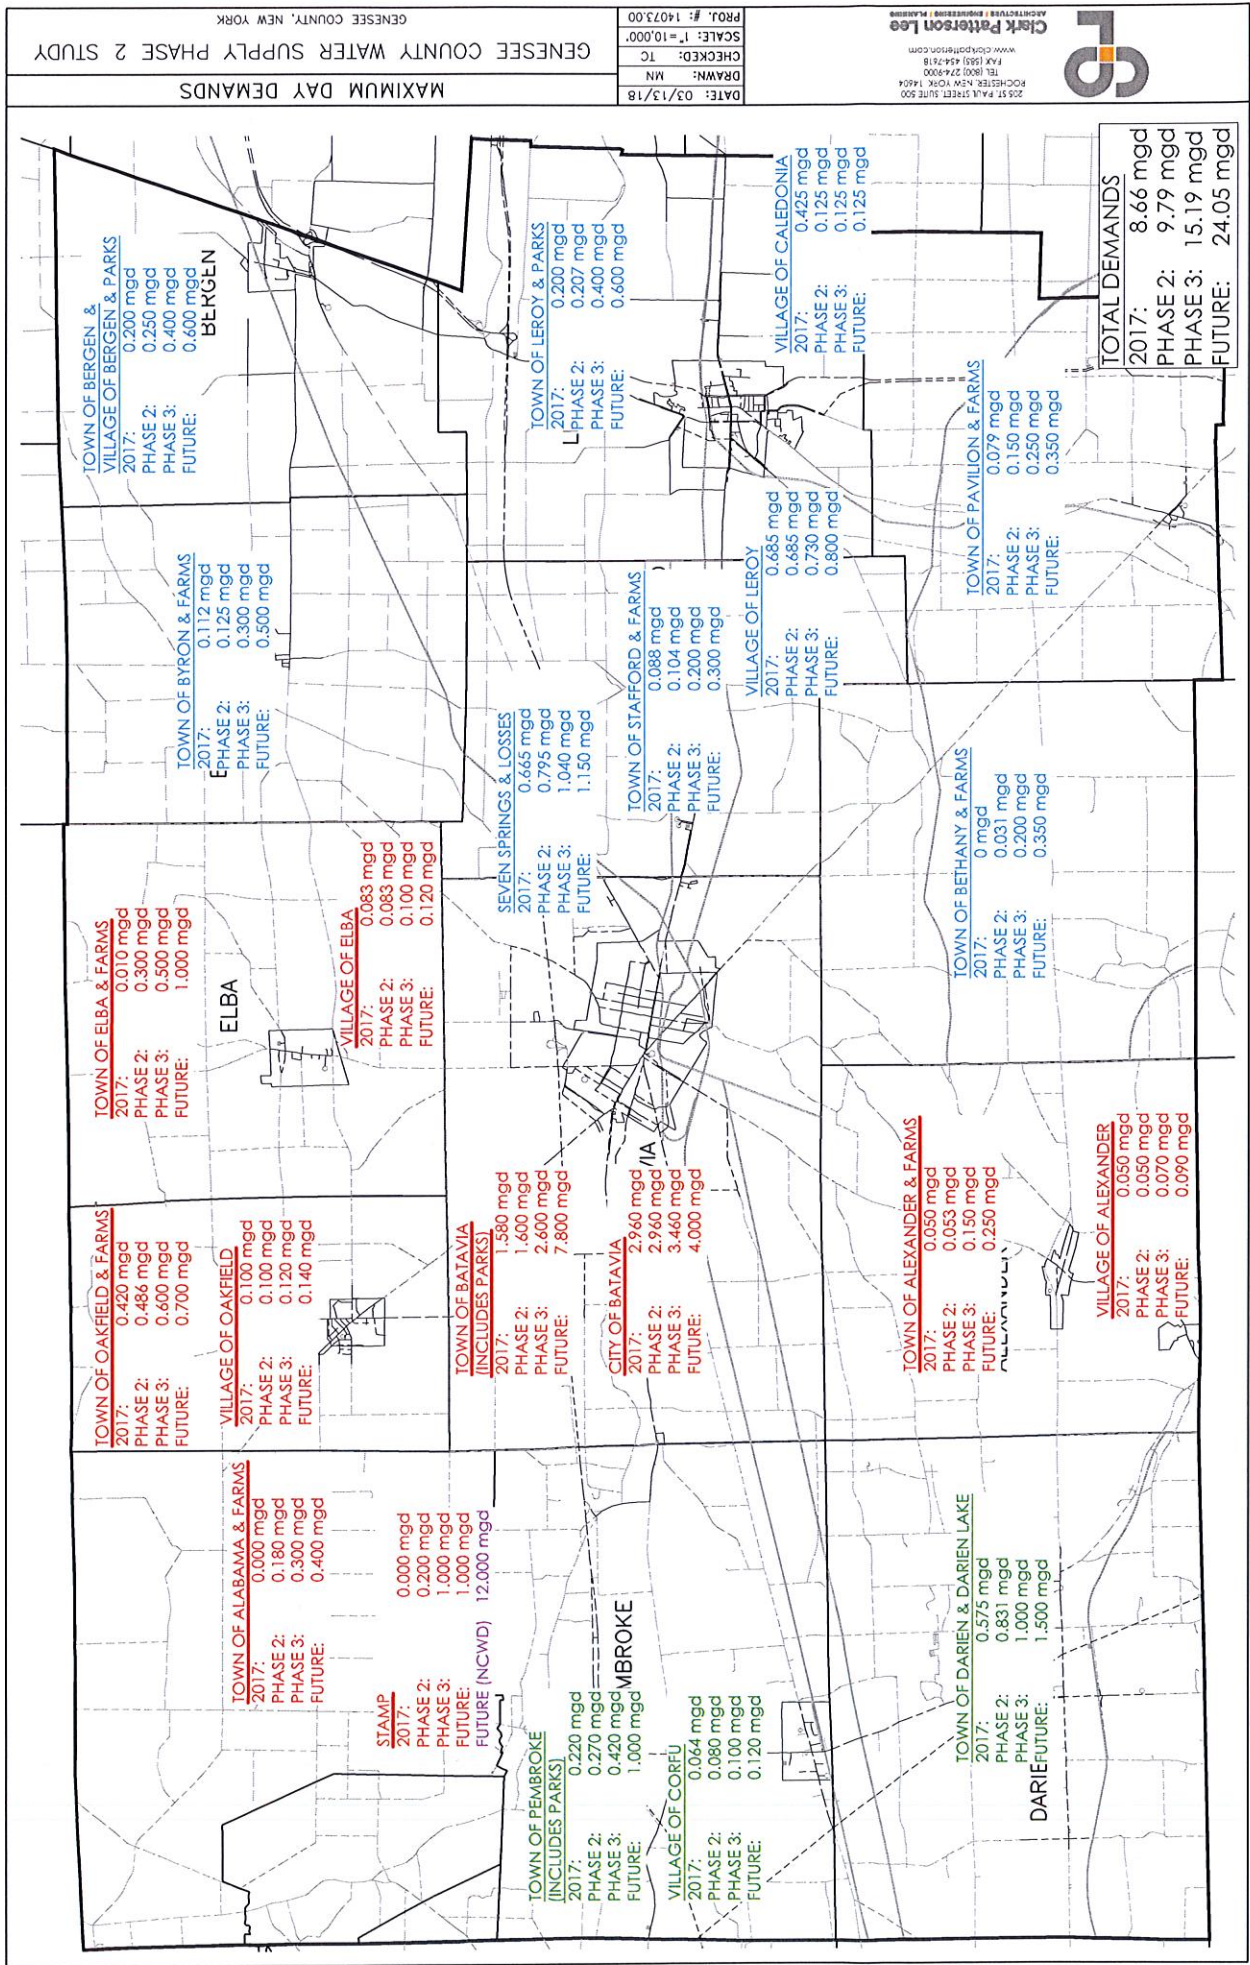 205 ST. PAUL STREET, SUITE 500
ROCHESTER, NEW YORK 14604
TEL (800) 274-9000
FAX (585) 454-7618
www.clarkpatterson.com
Clark Patterson Lee
ARCHITECTURE ENGINEERING PLANNING
DATE: 03/13/18
DRAWN: MN
CHECKED: TC
SCALE: 1"=10,000'
PROJ. #: 14073.00
MAXIMUM DAY DEMANDS
GENESEE COUNTY WATER SUPPLY PHASE 2 STUDY
GENESEE COUNTY, NEW YORK
TOWN OF ALABAMA & FARMS
2017: 0.000 mgd
PHASE 2: 0.180 mgd
PHASE 3: 0.300 mgd
FUTURE: 0.400 mgd
STAMP
2017: 0.000 mgd
PHASE 2: 0.200 mgd
PHASE 3: 1.000 mgd
FUTURE: 1.000 mgd
FUTURE (NCWD) 12.000 mgd
TOWN OF OAKFIELD & FARMS
2017: 0.420 mgd
PHASE 2: 0.486 mgd
PHASE 3: 0.600 mgd
FUTURE: 0.700 mgd
VILLAGE OF OAKFIELD
2017: 0.100 mgd
PHASE 2: 0.100 mgd
PHASE 3: 0.120 mgd
FUTURE: 0.140 mgd
TOWN OF ELBA & FARMS
2017: 0.010 mgd
PHASE 2: 0.300 mgd
PHASE 3: 0.500 mgd
FUTURE: 1.000 mgd
ELBA
VILLAGE OF ELBA
2017: 0.083 mgd
PHASE 2: 0.083 mgd
PHASE 3: 0.100 mgd
FUTURE: 0.120 mgd
TOWN OF BYRON & FARMS
2017: 0.112 mgd
PHASE 2: 0.125 mgd
PHASE 3: 0.300 mgd
FUTURE: 0.500 mgd
TOWN OF BERGEN &
VILLAGE OF BERGEN & PARKS
2017: 0.200 mgd
PHASE 2: 0.250 mgd
PHASE 3: 0.400 mgd
FUTURE: 0.600 mgd
BERGEN
TOWN OF PEMBROKE
(INCLUDES PARKS)
2017: 0.220 mgd
PHASE 2: 0.270 mgd
PHASE 3: 0.420 mgd
FUTURE: 1.000 mgd
MBROKE
VILLAGE OF CORFU
2017: 0.064 mgd
PHASE 2: 0.080 mgd
PHASE 3: 0.100 mgd
FUTURE: 0.120 mgd
TOWN OF BATAVIA
(INCLUDES PARKS)
2017: 1.580 mgd
PHASE 2: 1.600 mgd
PHASE 3: 2.600 mgd
FUTURE: 7.800 mgd
CITY OF BATAVIA
2017: 2.960 mgd
PHASE 2: 2.960 mgd
PHASE 3: 3.460 mgd
FUTURE: 4.000 mgd
VIA
SEVEN SPRINGS & LOSSES
2017: 0.665 mgd
PHASE 2: 0.795 mgd
PHASE 3: 1.040 mgd
FUTURE: 1.150 mgd
TOWN OF STAFFORD & FARMS
2017: 0.088 mgd
PHASE 2: 0.104 mgd
PHASE 3: 0.200 mgd
FUTURE: 0.300 mgd
TOWN OF LEROY & PARKS
2017: 0.200 mgd
PHASE 2: 0.207 mgd
PHASE 3: 0.400 mgd
FUTURE: 0.600 mgd
VILLAGE OF LEROY
2017: 0.685 mgd
PHASE 2: 0.685 mgd
PHASE 3: 0.730 mgd
FUTURE: 0.800 mgd
VILLAGE OF CALEDONIA
2017: 0.425 mgd
PHASE 2: 0.125 mgd
PHASE 3: 0.125 mgd
FUTURE: 0.125 mgd
TOWN OF DARIEN & DARIEN LAKE
2017: 0.575 mgd
PHASE 2: 0.831 mgd
PHASE 3: 1.000 mgd
FUTURE: 1.500 mgd
DARIE
TOWN OF ALEXANDER & FARMS
2017: 0.050 mgd
PHASE 2: 0.053 mgd
PHASE 3: 0.150 mgd
FUTURE: 0.250 mgd
ALEXANDER
VILLAGE OF ALEXANDER
2017: 0.050 mgd
PHASE 2: 0.050 mgd
PHASE 3: 0.070 mgd
FUTURE: 0.090 mgd
TOWN OF BETHANY & FARMS
2017: 0 mgd
PHASE 2: 0.031 mgd
PHASE 3: 0.200 mgd
FUTURE: 0.350 mgd
TOWN OF PAVILION & FARMS
2017: 0.079 mgd
PHASE 2: 0.150 mgd
PHASE 3: 0.250 mgd
FUTURE: 0.350 mgd
TOTAL DEMANDS
2017: 8.66 mgd
PHASE 2: 9.79 mgd
PHASE 3: 15.19 mgd
FUTURE: 24.05 mgd